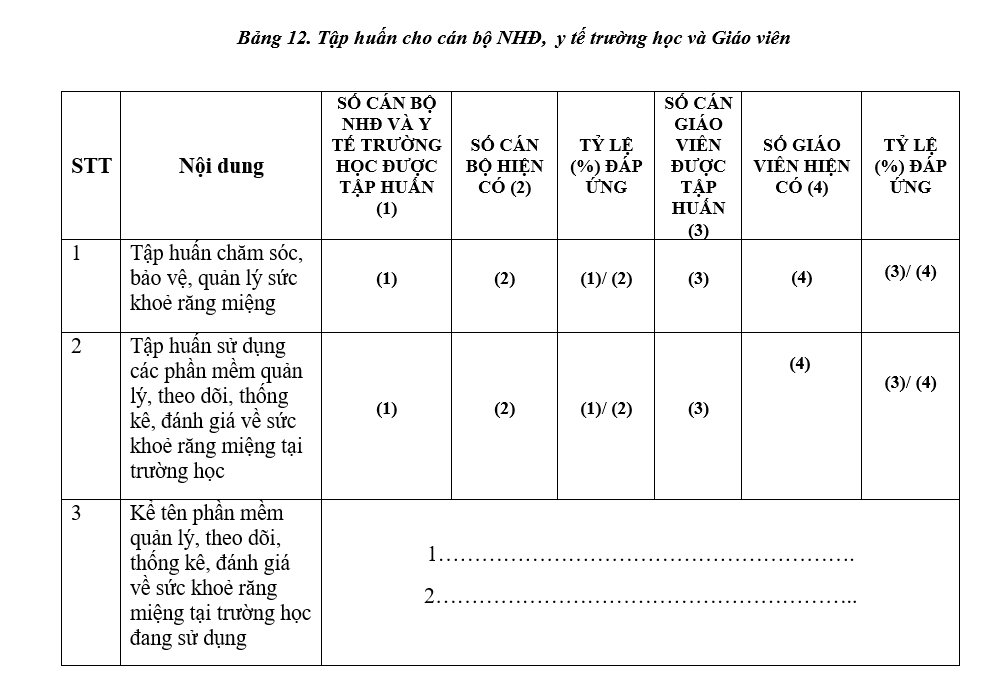 Bảng 12. Tập huấn cho cán bộ NHĐ, y tế trường học và Giáo viên
STT
Nội dung
SỐ CÁN BỘ
NHĐ VÀ Y
TẾ TRƯỜNG
HỌC ĐƯỢC
TẬP HUẤN
(1)
SỐ CÁN
BỘ HIỆN
CÓ (2)
TỶ LỆ
(%) ĐÁP
ỨNG
SỐ CÁN
GIÁO
VIÊN
ĐƯỢC
TẬP
HUẤN
(3)
SỐ GIÁO
VIÊN HIỆN
CÓ (4)
TỶ LỆ
(%) ĐÁP
ỨNG
1
Tập huấn chăm sóc,
bảo vệ, quản lý sức
khoẻ răng miệng
(1)
(2)
(1)/ (2)
(3)
(4)
(3)/ (4)
2
Tập huấn sử dụng
các phần mềm quản
lý, theo dõi, thống
kê, đánh giá về sức
khoẻ răng miệng tại
trường học
(1)
(2)
(1)/ (2)
(3)
(4)
(3)/ (4)
3
Kể tên phần mềm
quản lý, theo dõi,
thống kê, đánh giá
về sức khoẻ răng
miệng tại trường học
đang sử dụng
1………………………………………………….
2…………………………………………………..